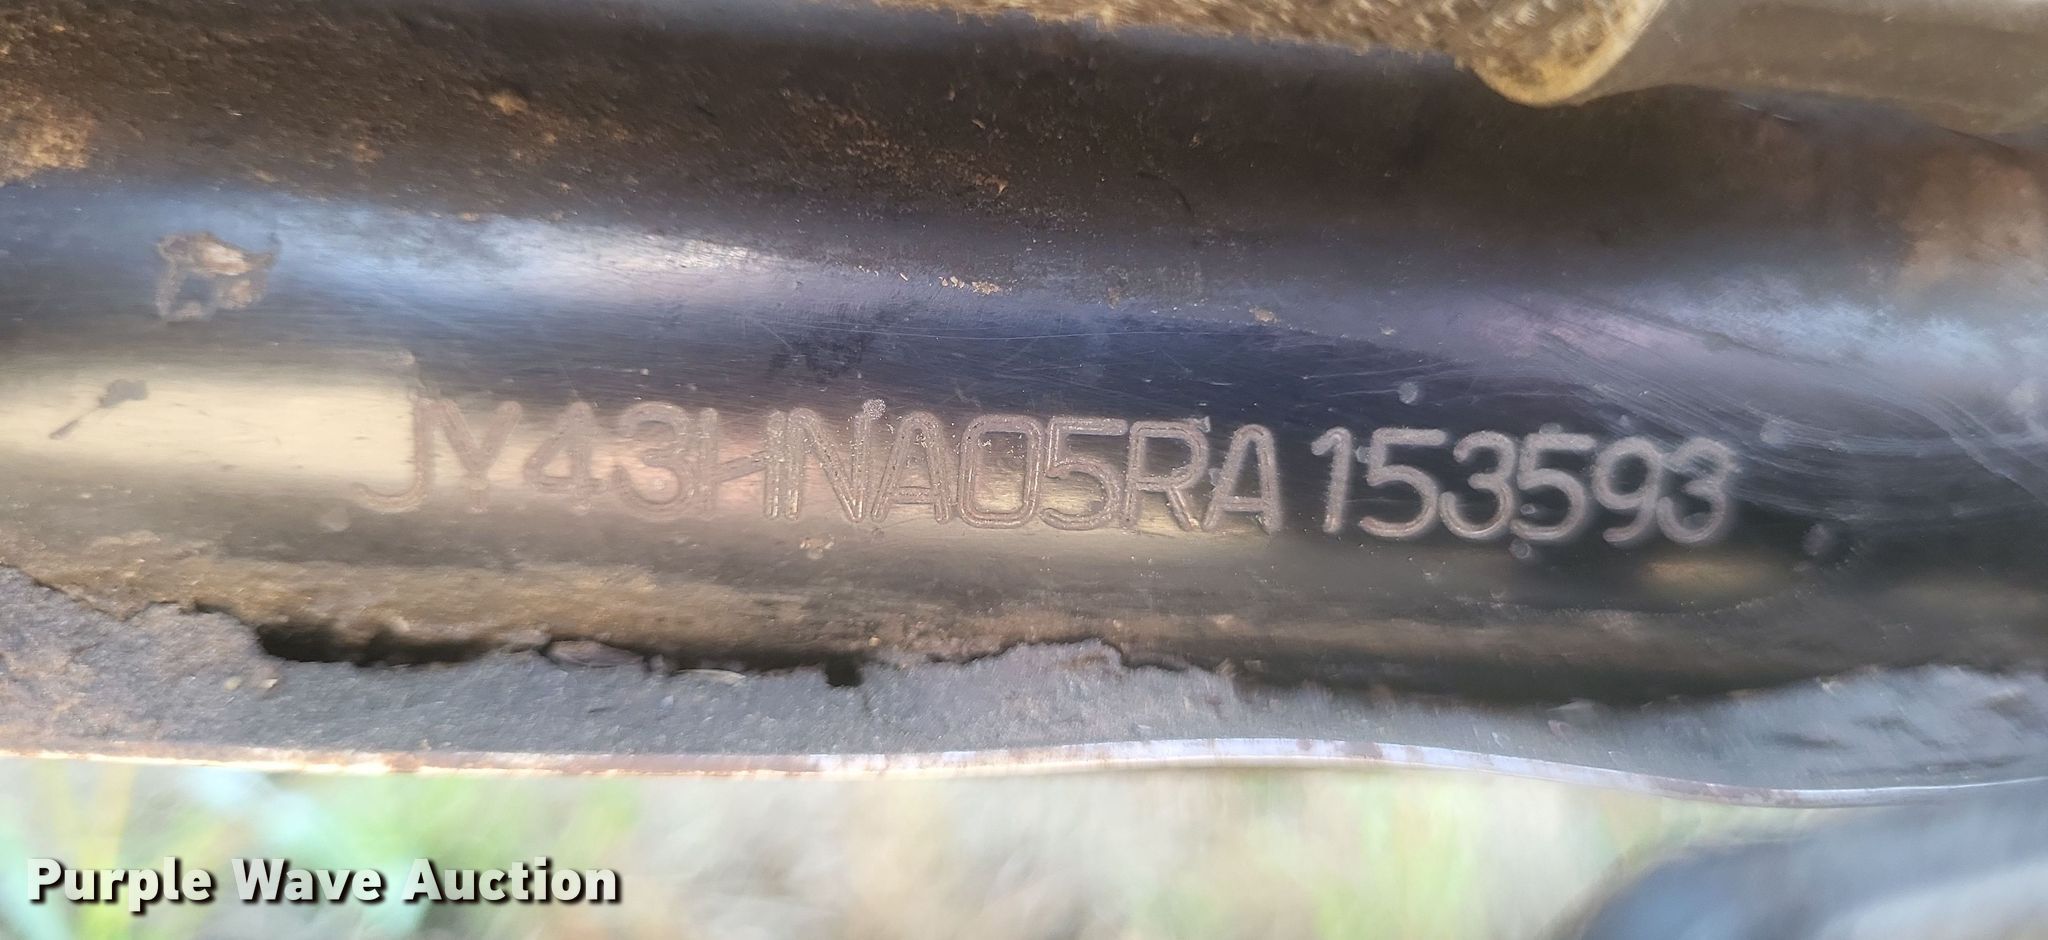 JY43HNA05RA153593
Purple Wave Auction